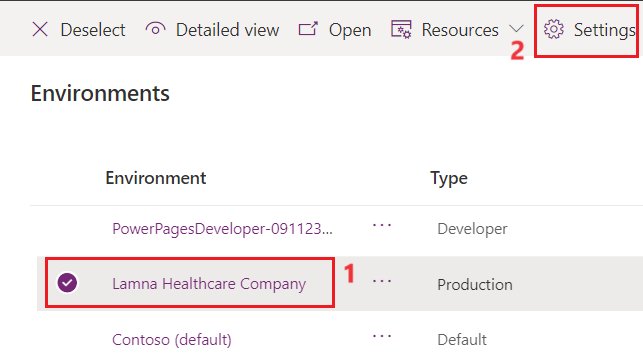 Deselect Detailed view Open Resources 2 Settings
Environments
Environment Type
PowerPagesDeveloper-091123... ... Developer
Lamna Healthcare Company 1 ... Production
Contoso (default) ... Default